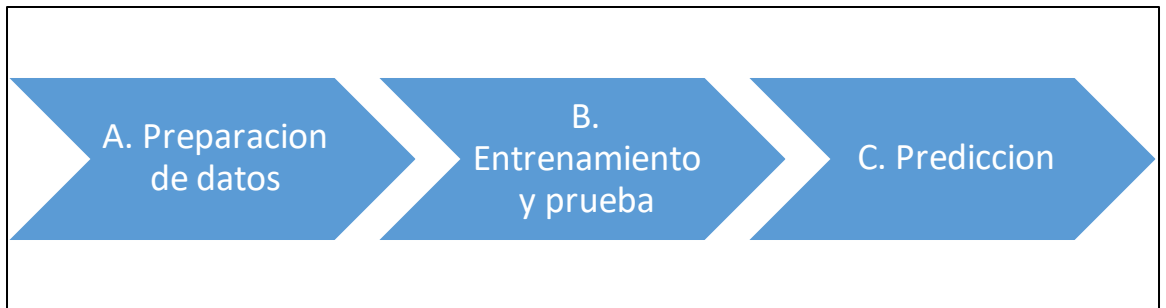 A. Preparacion
de datos
B.
Entrenamiento
y prueba
C. Prediccion